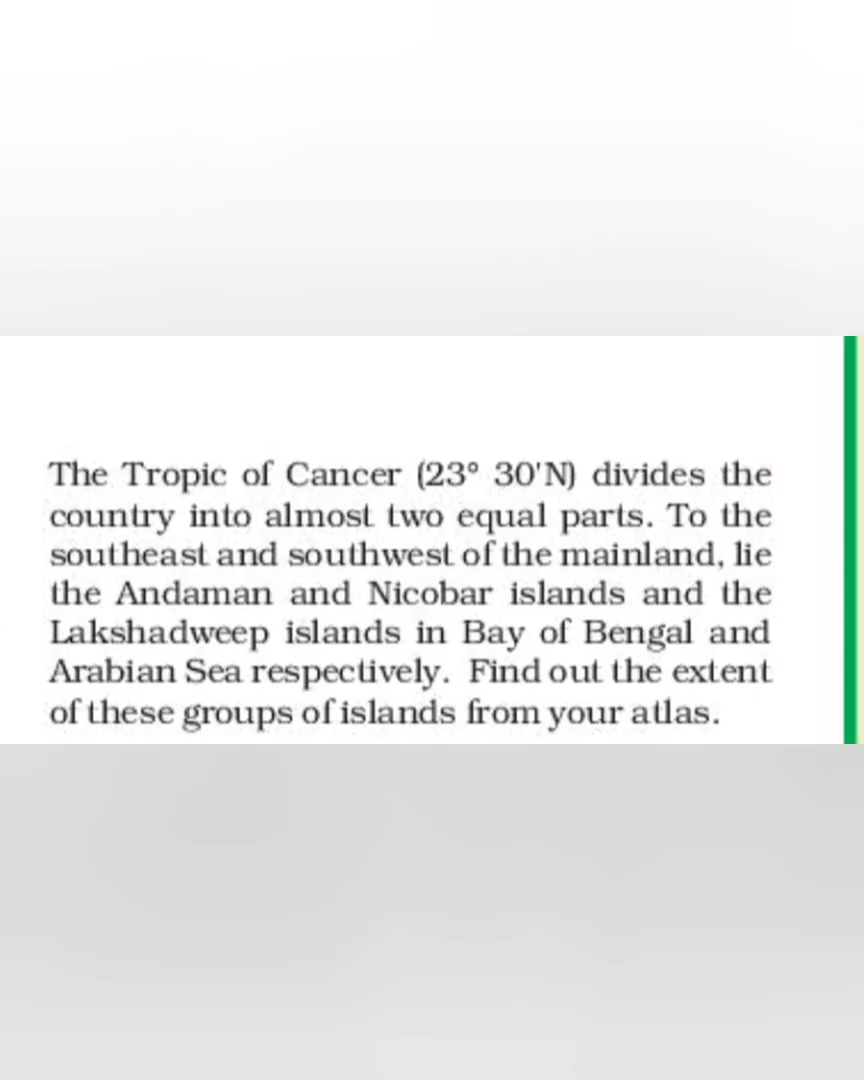 The Tropic of Cancer (23° 30'N) divides the
country into almost two equal parts. To the
southeast and southwest of the mainland, lie
the Andaman and Nicobar islands and the
Lakshadweep islands in Bay of Bengal and
Arabian Sea respectively. Find out the extent
of these groups of islands from your atlas.